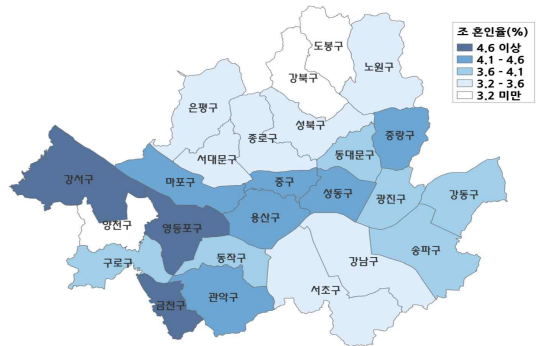 조 혼인율(%)
4.6 이상
4.1 - 4.6
3.6 - 4.1
3.2 - 3.6
3.2 미만
도봉구
노원구
강북구
은평구
성북구
종로구
중랑구
서대문구
동대문구
강서구
마포구
중구
성동구
광진구
강동구
양천구
영등포구
용산구
송파구
구로구
동작구
강남구
서초구
금천구
관악구